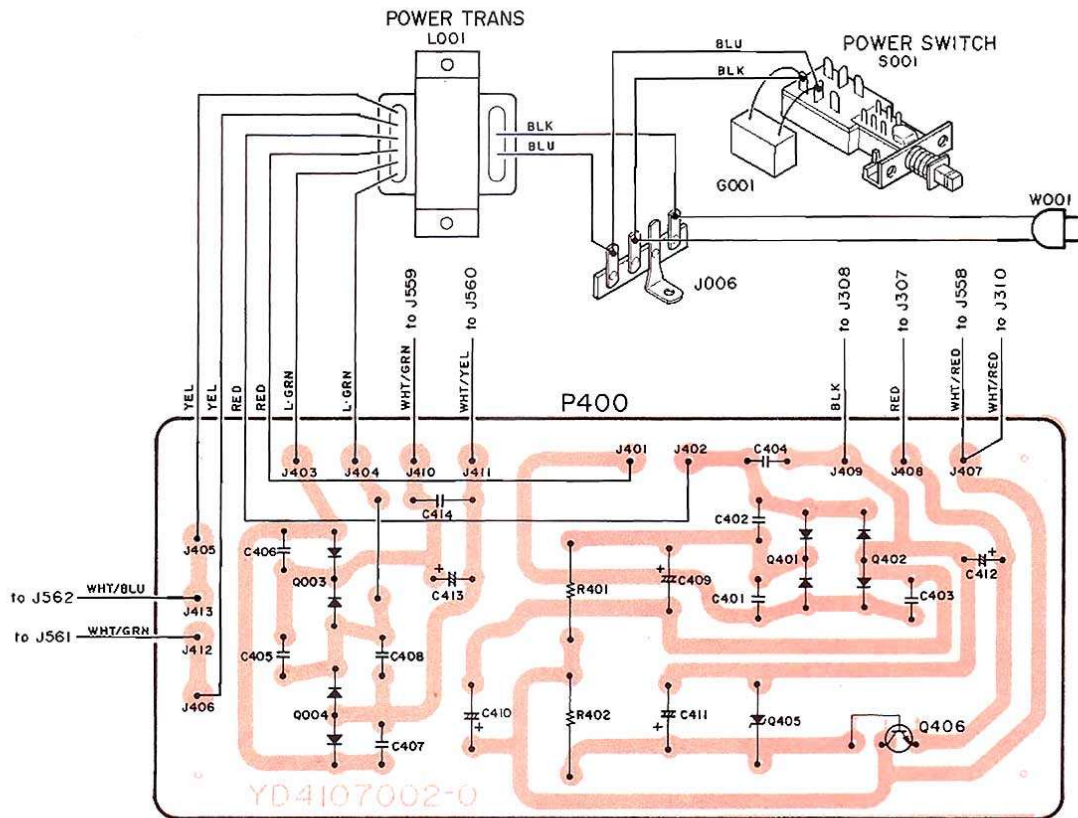 POWER TRANS
L001
BLU
BLK
POWER SWITCH
S001
BLK
BLU
G001
W001
J006
YEL
YEL
RED
RED
L·GRN
L·GRN
WHT/GRN
to J559
WHT/YEL
to J560
BLK
to J308
RED
to J307
WHT/RED
to J558
WHT/RED
to J310
P400
J403
J404
J410
J411
J401
J402
C404
J409
J408
J407
C414
J405
C406
Q003
C413
C402
Q401
Q402
C412
to J562
WHT/BLU
J413
R401
C409
C401
C403
to J561
WHT/GRN
J412
C405
C408
J406
Q004
C410
R402
C411
Q405
Q406
C407
YD4107002-0